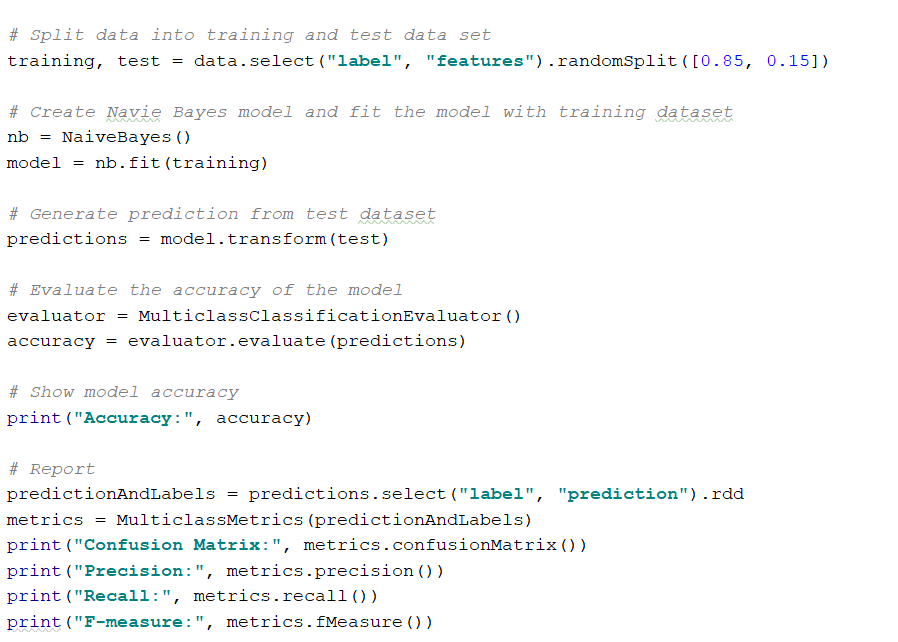 # Split data into training and test data set
training, test = data.select("label", "features").randomSplit([0.85, 0.15])
# Create Navie Bayes model and fit the model with training dataset
nb = NaiveBayes()
model = nb.fit(training)
# Generate prediction from test dataset
predictions = model.transform(test)
# Evaluate the accuracy of the model
evaluator = MulticlassClassificationEvaluator()
accuracy = evaluator.evaluate(predictions)
# Show model accuracy
print("Accuracy:", accuracy)
# Report
predictionAndLabels = predictions.select("label", "prediction").rdd
metrics = MulticlassMetrics(predictionAndLabels)
print("Confusion Matrix:", metrics.confusionMatrix())
print("Precision:", metrics.precision())
print("Recall:", metrics.recall())
print("F-measure:", metrics.fMeasure())